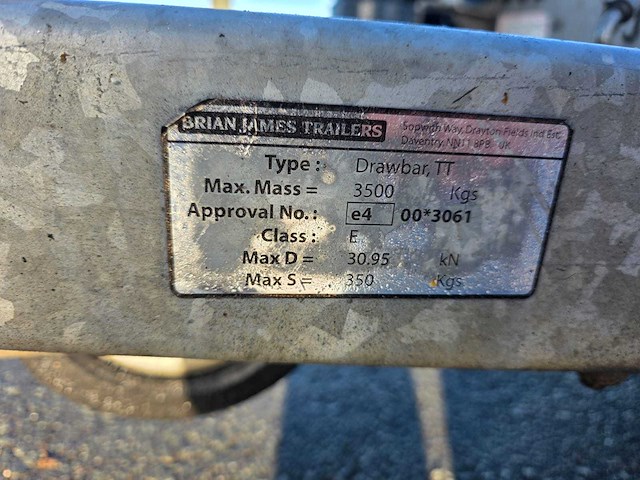 BRIAN JAMES TRAILERS
Sopwith Way, Drayton Fields Ind Est.
Daventry, NN11 8PB - UK
Type : Drawbar, TT
Max. Mass = 3500 Kgs
Approval No. : e4 00*3061
Class : E
Max D = 30.95 kN
Max S = 350 Kgs